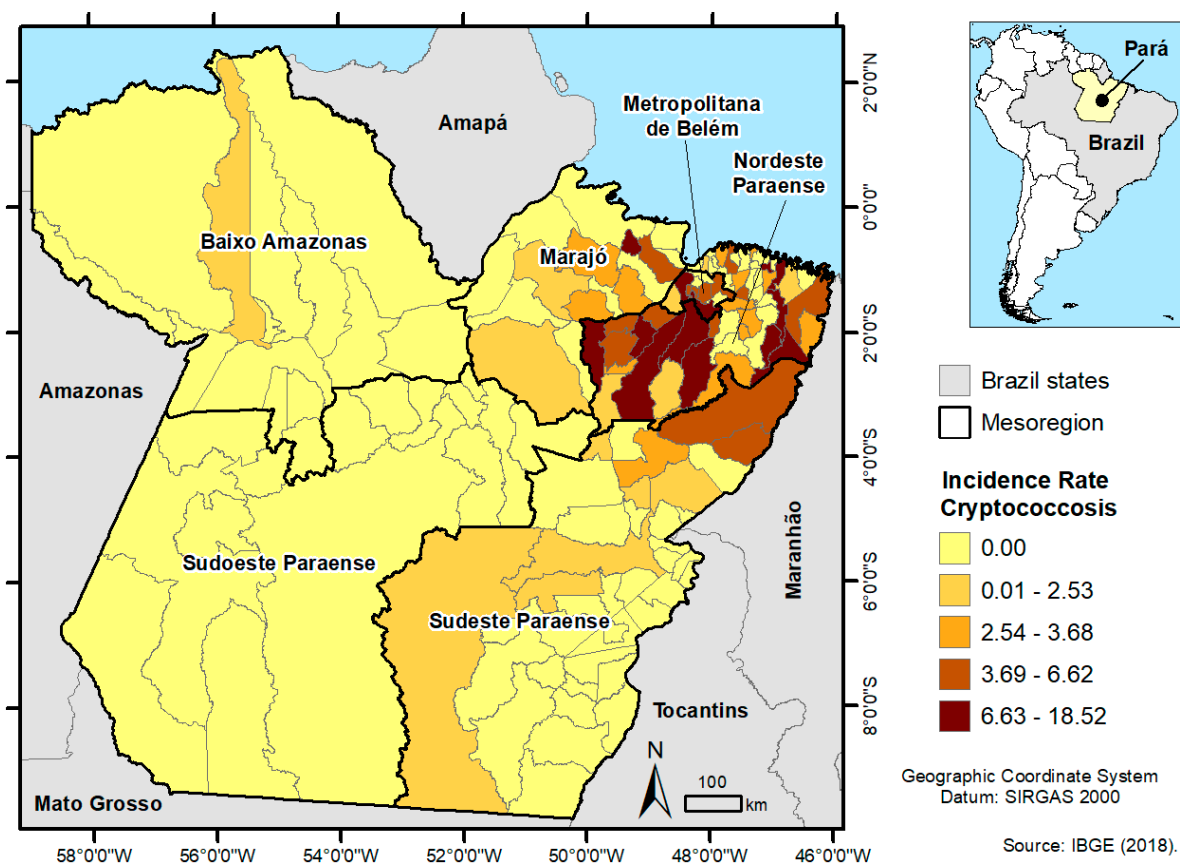 Amapá
Metropolitana
de Belém
Nordeste
Paraense
Baixo Amazonas
Marajó
Amazonas
Sudoeste Paraense
Sudeste Paraense
Maranhão
Tocantins
Mato Grosso
N
100
km
2°0'N
0°0'0"
2°0'0"S
4°0'0"S
6°0'0"S
8°0'0"S
58°0'0"W
56°0'0"W
54°0'0"W
52°0'0"W
50°0'0"W
48°0'0"W
46°0'0"W
Pará
Brazil
Brazil states
Mesoregion
Incidence Rate
Cryptococcosis
0.00
0.01 - 2.53
2.54 - 3.68
3.69 - 6.62
6.63 - 18.52
Geographic Coordinate System
Datum: SIRGAS 2000
Source: IBGE (2018).